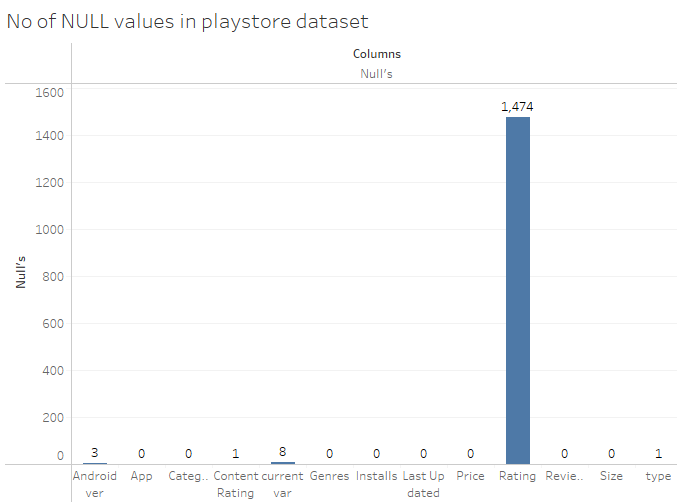 No of NULL values in playstore dataset
Columns
Null's
1600
1400
1200
1000
800
600
400
200
0
Null's
1,474
3 0 0 1 8 0 0 0 0 0 0 1
Android App Categ.. Content current Genres Installs Last Up Price Rating Revie.. Size type
ver Rating var dated